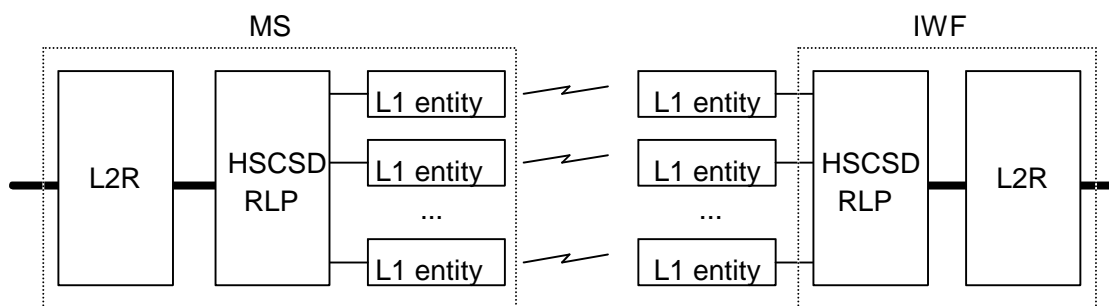 MS IWF
L1 entity L1 entity
L2R HSCSD RLP L1 entity L1 entity HSCSD RLP L2R
... ...
L1 entity L1 entity